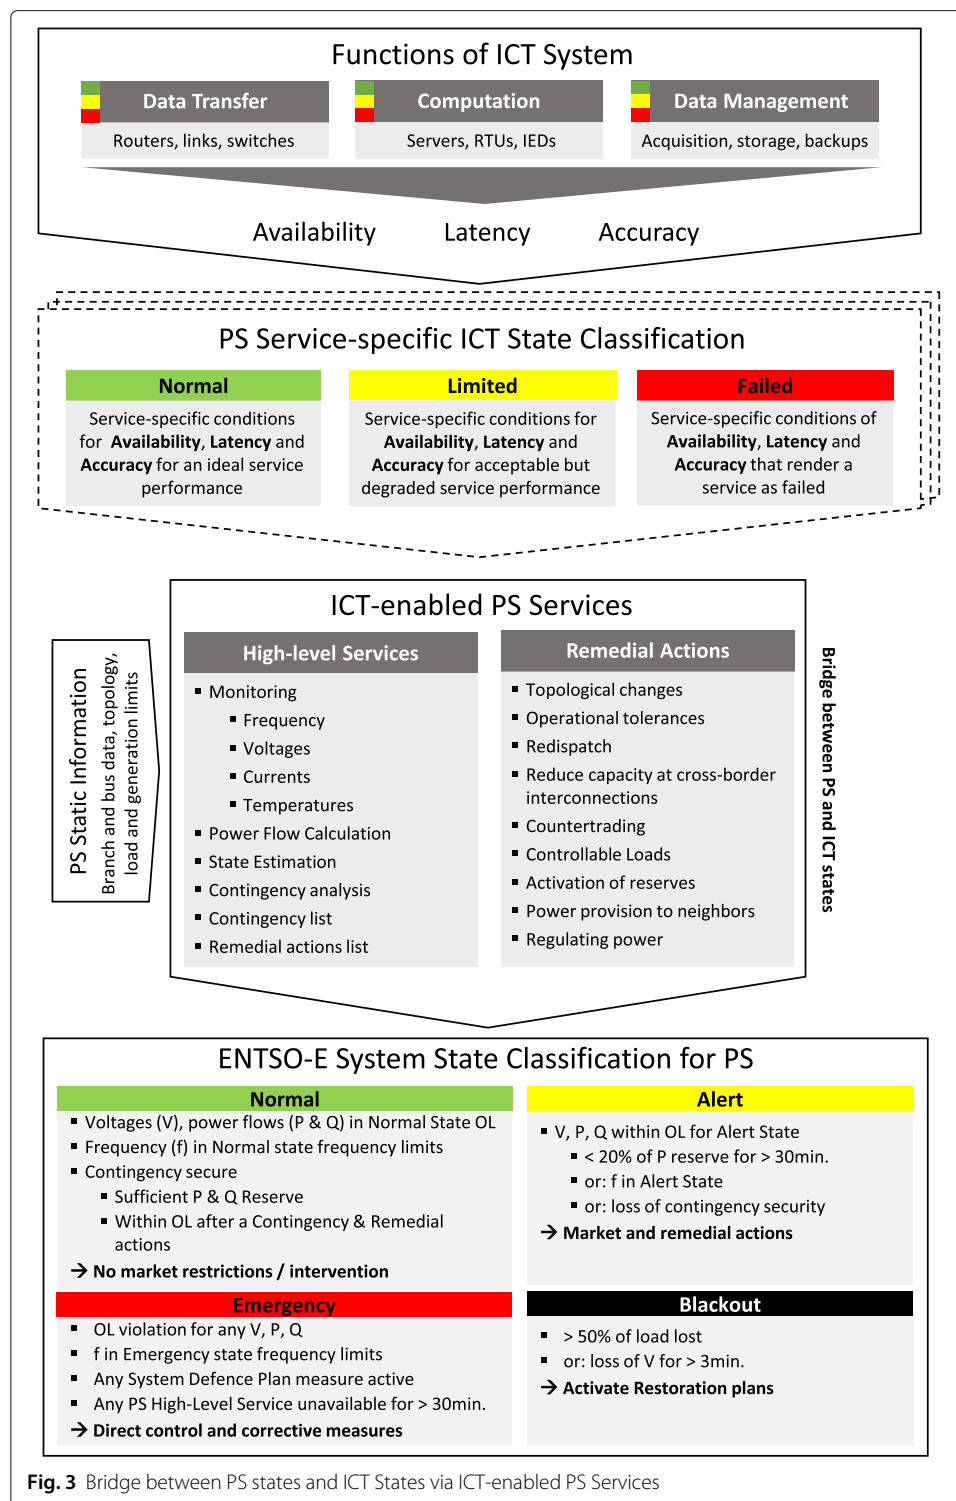 Functions of ICT System
Data Transfer
Routers, links, switches
Computation
Servers, RTUs, IEDs
Data Management
Acquisition, storage, backups
Availability
Latency
Accuracy
PS Service-specific ICT State Classification
Normal
Service-specific conditions
for Availability, Latency and
Accuracy for an ideal service
performance
Limited
Service-specific conditions for
Availability, Latency and
Accuracy for acceptable but
degraded service performance
Failed
Service-specific conditions of
Availability, Latency and
Accuracy that render a
service as failed
PS Static Information
Branch and bus data, topology,
load and generation limits
ICT-enabled PS Services
High-level Services
▪ Monitoring
▪ Frequency
▪ Voltages
▪ Currents
▪ Temperatures
▪ Power Flow Calculation
▪ State Estimation
▪ Contingency analysis
▪ Contingency list
▪ Remedial actions list
Remedial Actions
▪ Topological changes
▪ Operational tolerances
▪ Redispatch
▪ Reduce capacity at cross-border
interconnections
▪ Countertrading
▪ Controllable Loads
▪ Activation of reserves
▪ Power provision to neighbors
▪ Regulating power
Bridge between PS and ICT states
ENTSO-E System State Classification for PS
Normal
▪ Voltages (V), power flows (P & Q) in Normal State OL
▪ Frequency (f) in Normal state frequency limits
▪ Contingency secure
▪ Sufficient P & Q Reserve
▪ Within OL after a Contingency & Remedial
actions
→ No market restrictions / intervention
Alert
▪ V, P, Q within OL for Alert State
▪ < 20% of P reserve for > 30min.
▪ or: f in Alert State
▪ or: loss of contingency security
→ Market and remedial actions
Emergency
▪ OL violation for any V, P, Q
▪ f in Emergency state frequency limits
▪ Any System Defence Plan measure active
▪ Any PS High-Level Service unavailable for > 30min.
→ Direct control and corrective measures
Blackout
▪ > 50% of load lost
▪ or: loss of V for > 3min.
→ Activate Restoration plans
Fig. 3 Bridge between PS states and ICT States via ICT-enabled PS Services